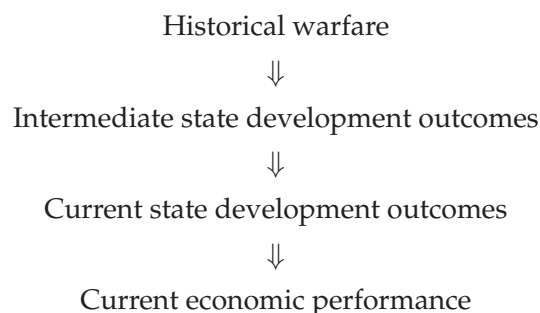 Historical warfare
⇓
Intermediate state development outcomes
⇓
Current state development outcomes
⇓
Current economic performance